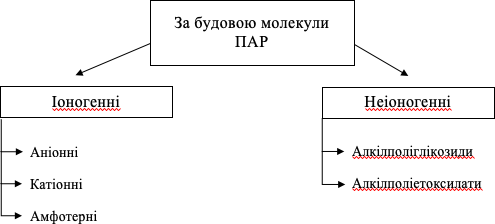 За будовою молекули
ПАР
Іоногенні
Неіоногенні
Аніонні
Катіонні
Амфотерні
Алкілполіглікозиди
Алкілполіетоксилати